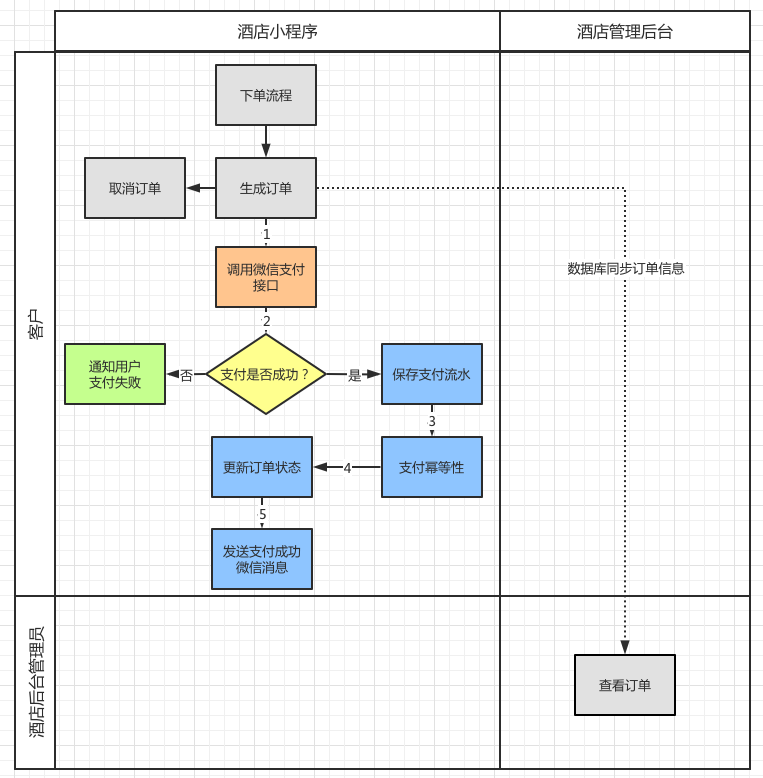 酒店小程序
酒店管理后台
客户
下单流程
取消订单
生成订单
1
数据库同步订单信息
调用微信支付
接口
2
通知用户
支付失败
否
支付是否成功？
是
保存支付流水
3
更新订单状态
4
支付幂等性
5
发送支付成功
微信消息
酒店后台管理员
查看订单